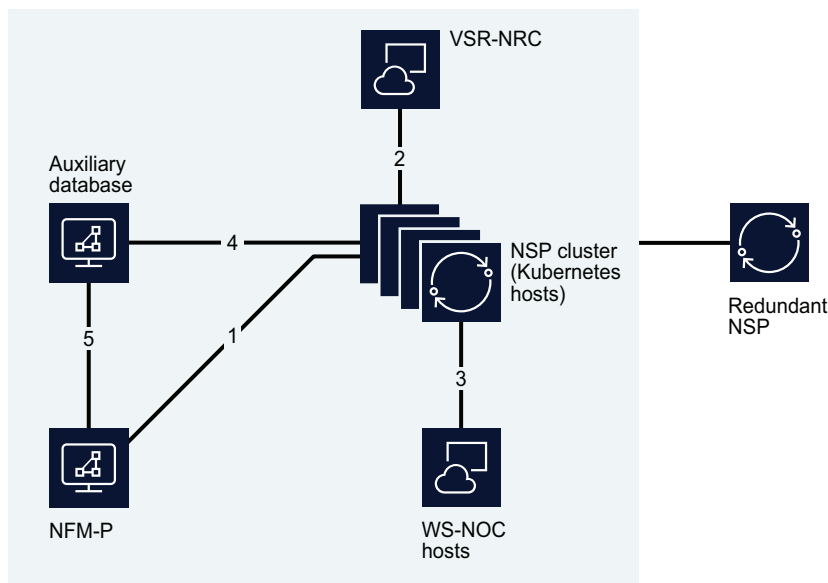 VSR-NRC
2
Auxiliary
database
4
NSP cluster
(Kubernetes
hosts)
Redundant
NSP
1
5
3
NFM-P
WS-NOC
hosts